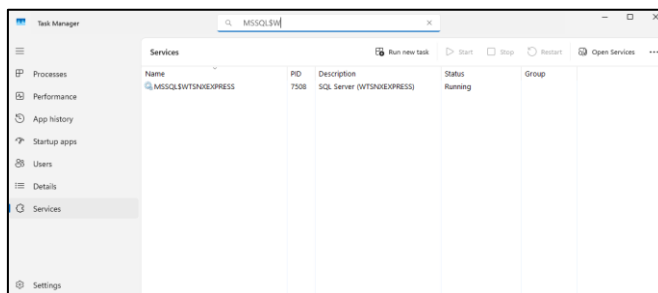 Task Manager
MSSQL$W
Services
Run new task Start Stop Restart Open Services
Name PID Description Status Group
MSSQL$WTSNXEXPRESS 7508 SQL Server (WTSNXEXPRESS) Running
Processes
Performance
App history
Startup apps
Users
Details
Services
Settings